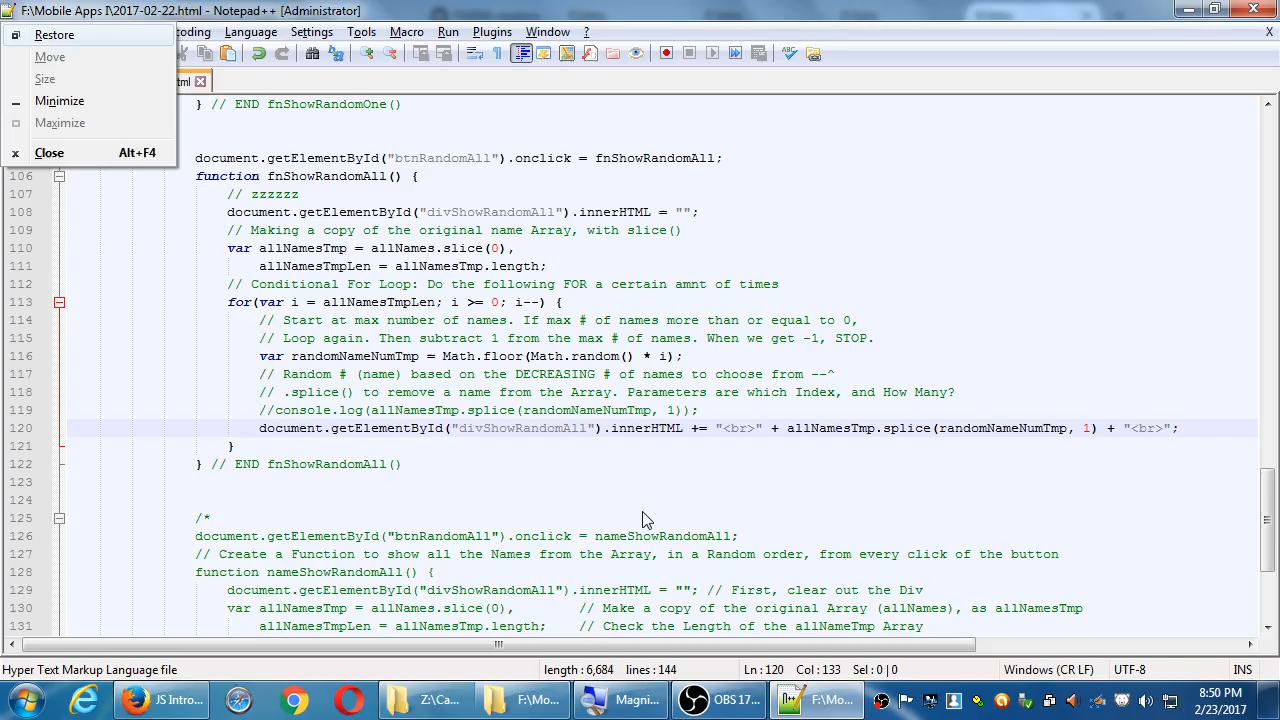 F:\Mobile Apps I\2017-02-22.html - Notepad++ [Administrator]
coding Language Settings Tools Macro Run Plugins Window ? X
Restore
Move
Size
Minimize
Maximize
Close Alt+F4
tml
} // END fnShowRandomOne()
document.getElementById("btnRandomAll").onclick = fnShowRandomAll;
106 function fnShowRandomAll() {
107 // zzzzzz
108 document.getElementById("divShowRandomAll").innerHTML = "";
109 // Making a copy of the original name Array, with slice()
110 var allNamesTmp = allNames.slice(0),
111 allNamesTmpLen = allNamesTmp.length;
112 // Conditional For Loop: Do the following FOR a certain amnt of times
113 for(var i = allNamesTmpLen; i >= 0; i--) {
114 // Start at max number of names. If max # of names more than or equal to 0,
115 // Loop again. Then subtract 1 from the max # of names. When we get -1, STOP.
116 var randomNameNumTmp = Math.floor(Math.random() * i);
117 // Random # (name) based on the DECREASING # of names to choose from --^
118 // .splice() to remove a name from the Array. Parameters are which Index, and How Many?
119 //console.log(allNamesTmp.splice(randomNameNumTmp, 1));
120 document.getElementById("divShowRandomAll").innerHTML += "<br>" + allNamesTmp.splice(randomNameNumTmp, 1) + "<br>";
121 }
122 } // END fnShowRandomAll()
123
124
125 /*
126 document.getElementById("btnRandomAll").onclick = nameShowRandomAll;
127 // Create a Function to show all the Names from the Array, in a Random order, from every click of the button
128 function nameShowRandomAll() {
129 document.getElementById("divShowRandomAll").innerHTML = ""; // First, clear out the Div
130 var allNamesTmp = allNames.slice(0), // Make a copy of the original Array (allNames), as allNamesTmp
131 allNamesTmpLen = allNamesTmp.length; // Check the Length of the allNameTmp Array
Hyper Text Markup Language file length : 6,684 lines : 144 Ln : 120 Col : 133 Sel : 0 | 0 Windows (CR LF) UTF-8 INS
JS Intro... Z:\Ca... F:\Mo... Magni... OBS 17... F:\Mo... 8:50 PM
2/23/2017